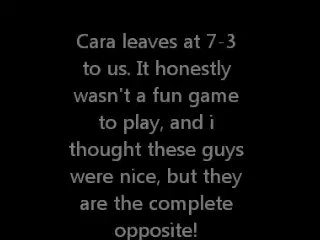 Cara leaves at 7-3
to us. It honestly
wasn't a fun game
to play, and i
thought these guys
were nice, but they
are the complete
opposite!